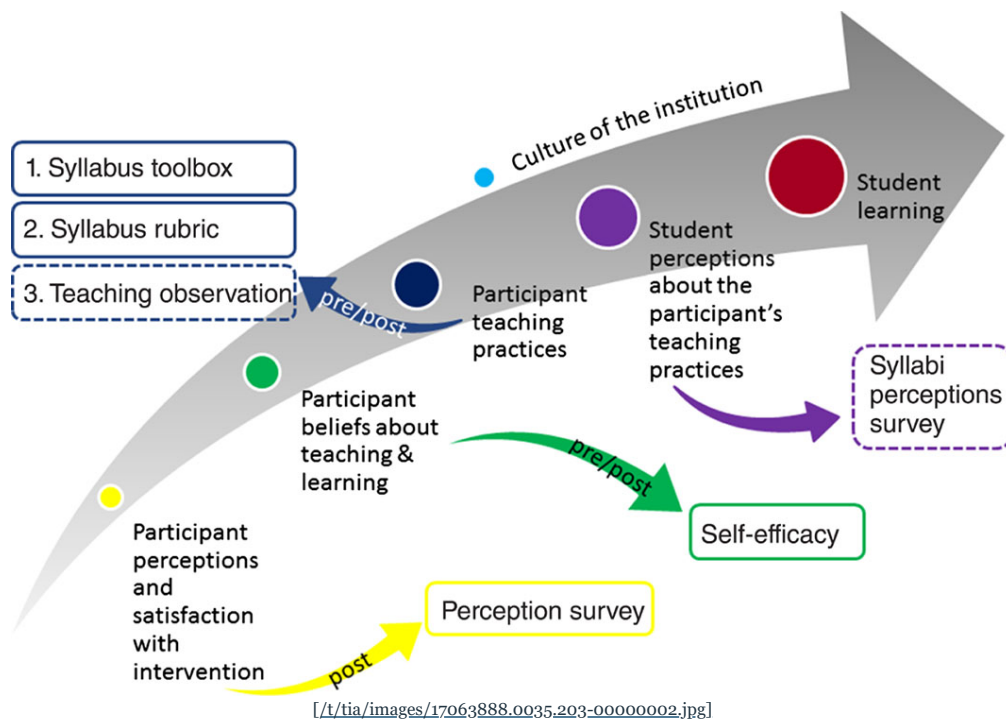 Culture of the institution
1. Syllabus toolbox
2. Syllabus rubric
3. Teaching observation
pre/post
Student
learning
Student
perceptions
about the
participant's
teaching
practices
Participant
teaching
practices
Syllabi
perceptions
survey
Participant
beliefs about
teaching &
learning
pre/post
Self-efficacy
Participant
perceptions
and
satisfaction
with
intervention
post
Perception survey
[/t/tia/images/17063888.0035.203-00000002.jpg]